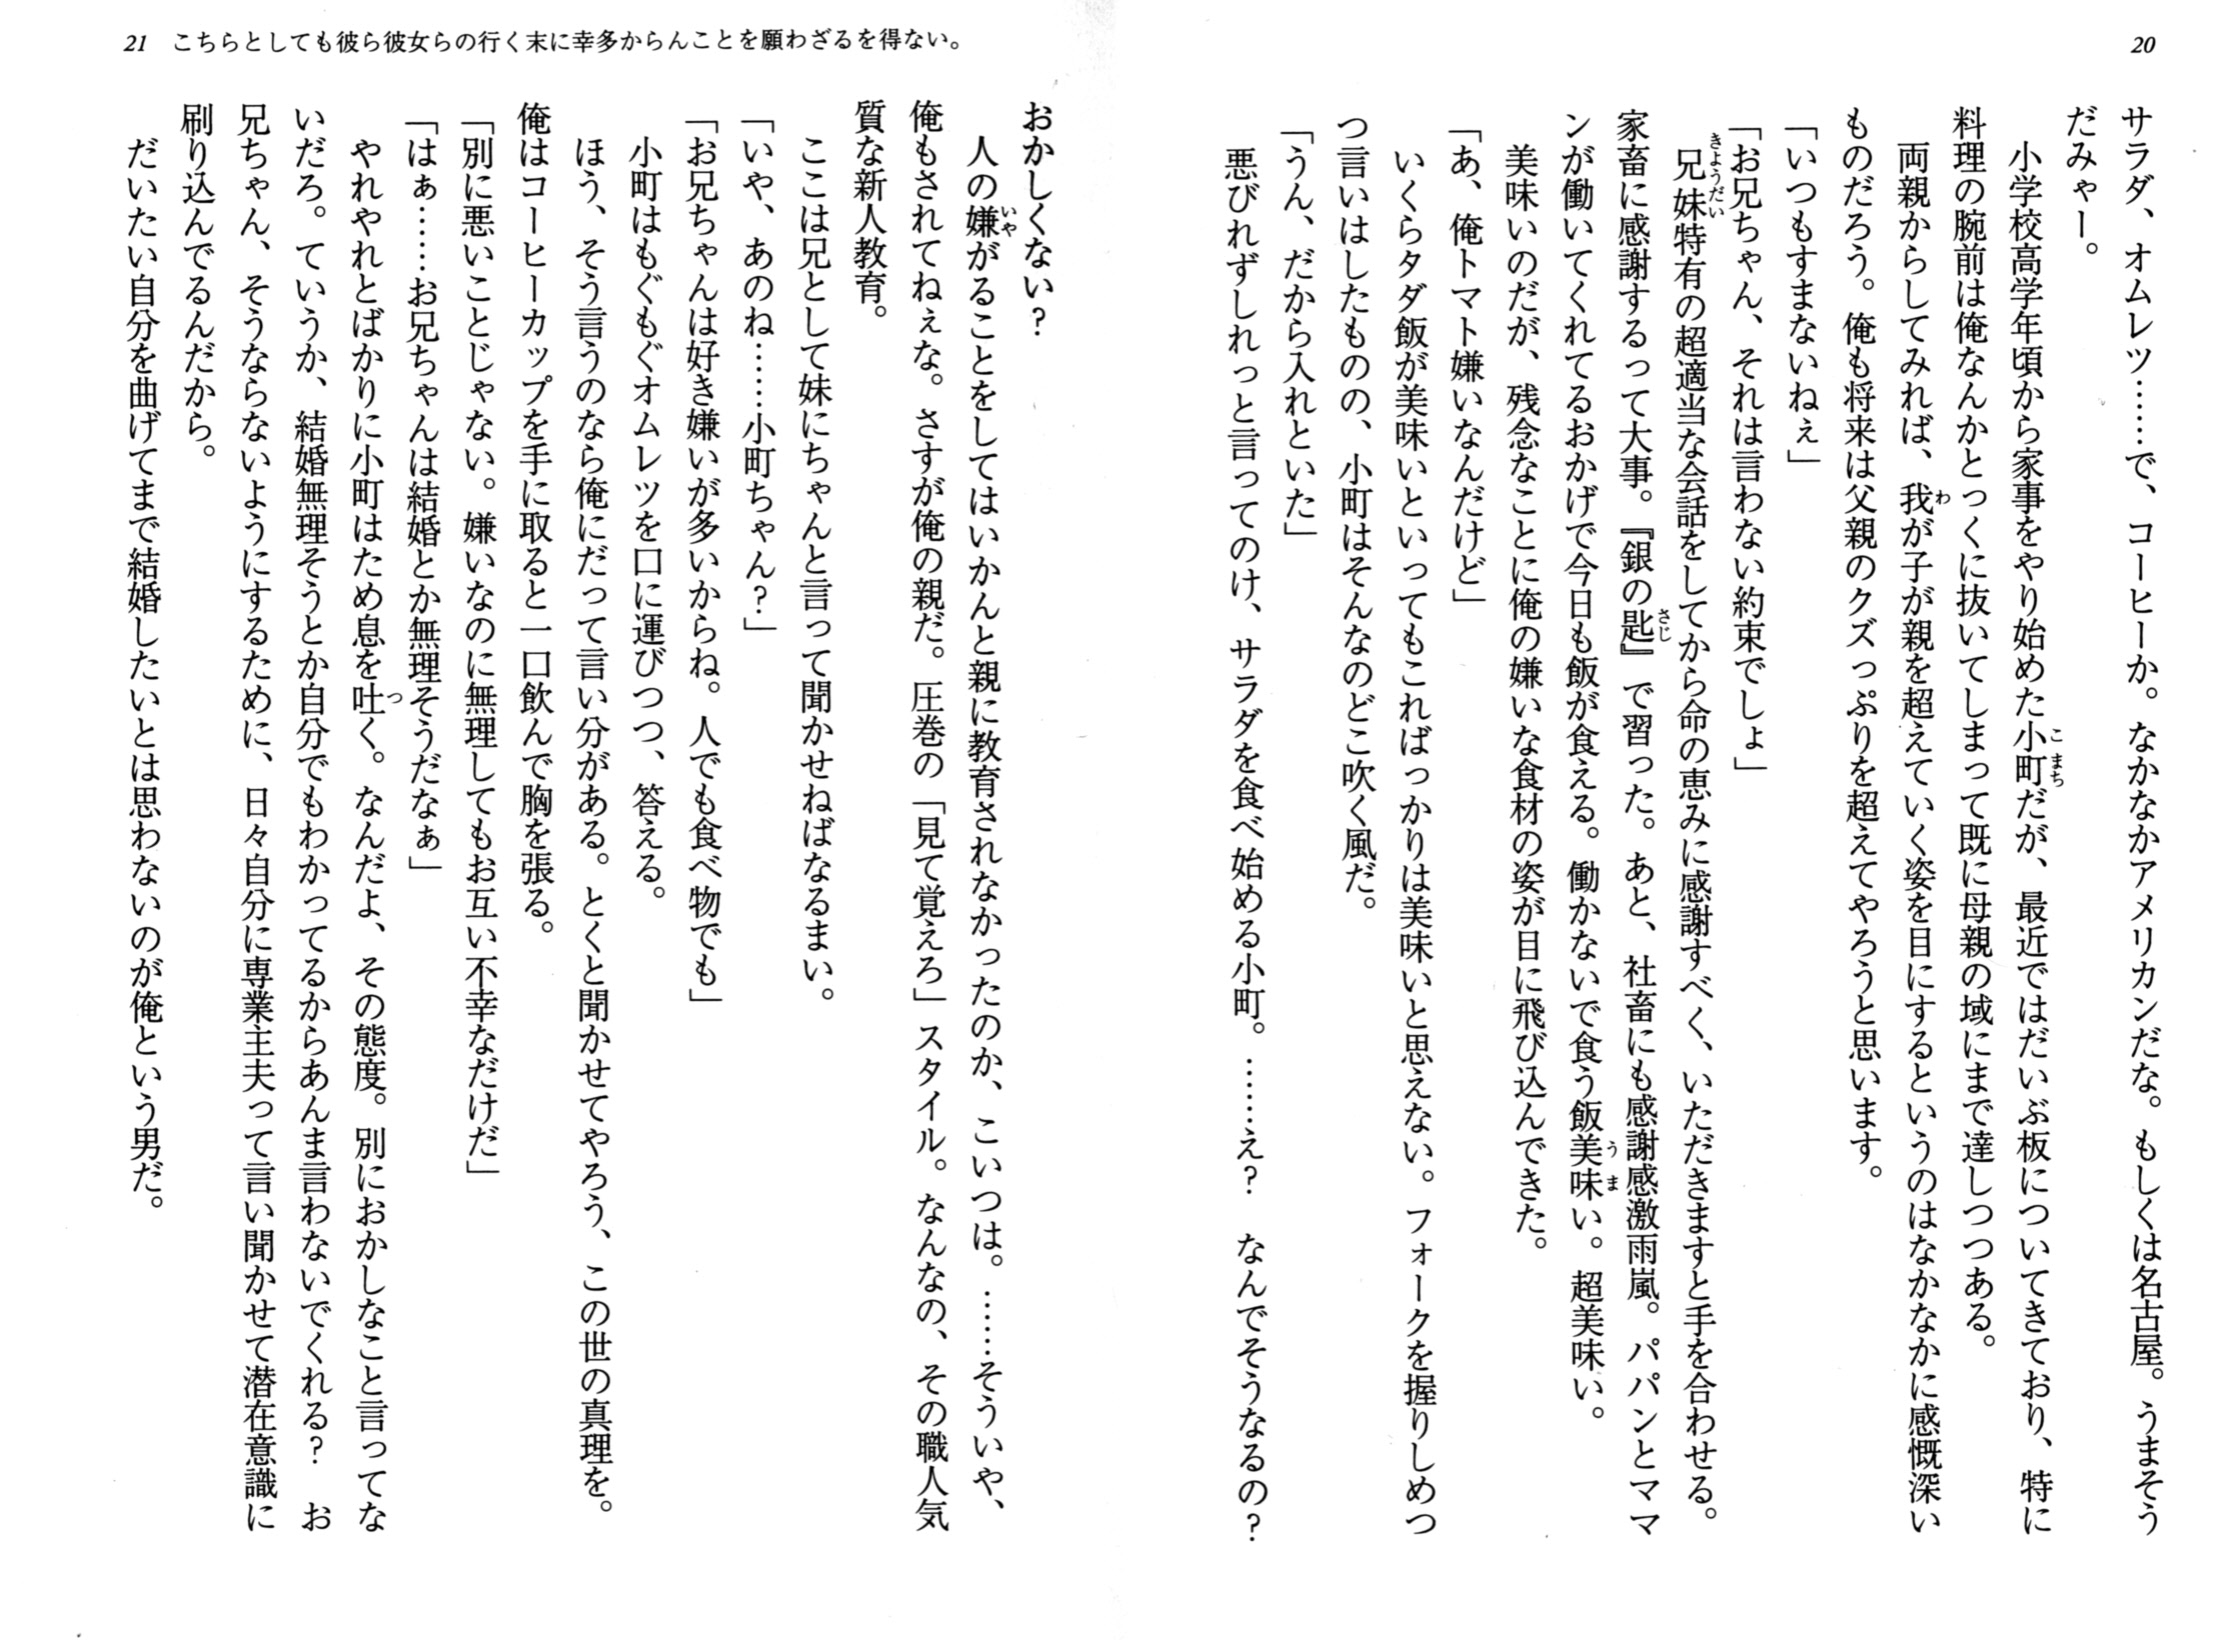 20
サラダ、オムレツ……で、コーヒーか。なかなかアメリカンだな。もしくは名古屋。うまそう
だみゃー。
小学校高学年頃から家事をやり始めた小町だが、最近ではだいぶ板についてきており、特に
料理の腕前は俺なんかとっくに抜いてしまって既に母親の域にまで達しつつある。
両親からしてみれば、我が子が親を超えていく姿を目にするというのはなかなかに感慨深い
ものだろう。俺も将来は父親のクズっぷりを超えてやろうと思います。
「いつもすまないねぇ」
「お兄ちゃん、それは言わない約束でしょ」
兄妹特有の超適当な会話をしてから命の恵みに感謝すべく、いただきますと手を合わせる。
家畜に感謝するって大事。『銀の匙』で習った。あと、社畜にも感謝感激雨嵐。パパンとママ
ンが働いてくれてるおかげで今日も飯が食える。働かないで食う飯美味い。超美味い。
美味いのだが、残念なことに俺の嫌いな食材の姿が目に飛び込んできた。
「あ、俺トマト嫌いなんだけど」
いくらタダ飯が美味いといってもこればっかりは美味いと思えない。フォークを握りしめつ
つ言いはしたものの、小町はそんなのどこ吹く風だ。
「うん、だから入れといた」
悪びれずしれっと言ってのけ、サラダを食べ始める小町。……え？　なんでそうなるの？
21　こちらとしても彼ら彼女らの行く末に幸多からんことを願わざるを得ない。
おかしくない？
人の嫌がることをしてはいかんと親に教育されなかったのか、こいつは。……そういや、
俺もされてねぇな。さすが俺の親だ。圧巻の「見て覚えろ」スタイル。なんなの、その職人気
質な新人教育。
ここは兄として妹にちゃんと言って聞かせねばなるまい。
「いや、あのね……小町ちゃん？」
「お兄ちゃんは好き嫌いが多いからね。人でも食べ物でも」
小町はもぐもぐオムレツを口に運びつつ、答える。
ほう、そう言うのなら俺にだって言い分がある。とくと聞かせてやろう、この世の真理を。
俺はコーヒーカップを手に取ると一口飲んで胸を張る。
「別に悪いことじゃない。嫌いなのに無理してもお互い不幸なだけだ」
「はぁ……お兄ちゃんは結婚とか無理そうだなぁ」
やれやれとばかりに小町はため息を吐く。なんだよ、その態度。別におかしなこと言ってな
いだろ。ていうか、結婚無理そうとか自分でもわかってるからあんま言わないでくれる？　お
兄ちゃん、そうならないようにするために、日々自分に専業主夫って言い聞かせて潜在意識に
刷り込んでるんだから。
だいたい自分を曲げてまで結婚したいとは思わないのが俺という男だ。